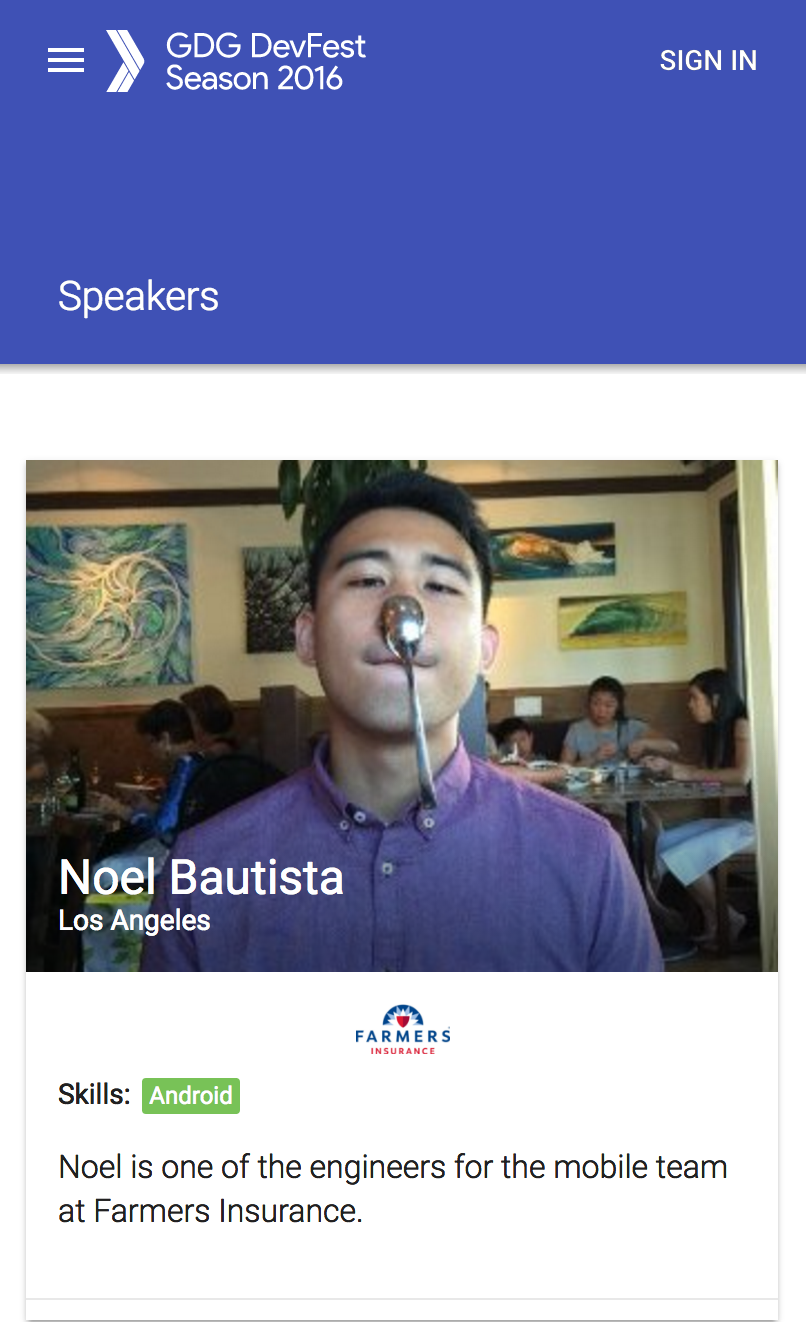 GDG DevFest
Season 2016
SIGN IN
Speakers
Noel Bautista
Los Angeles
FARMERS
INSURANCE
Skills: Android
Noel is one of the engineers for the mobile team
at Farmers Insurance.